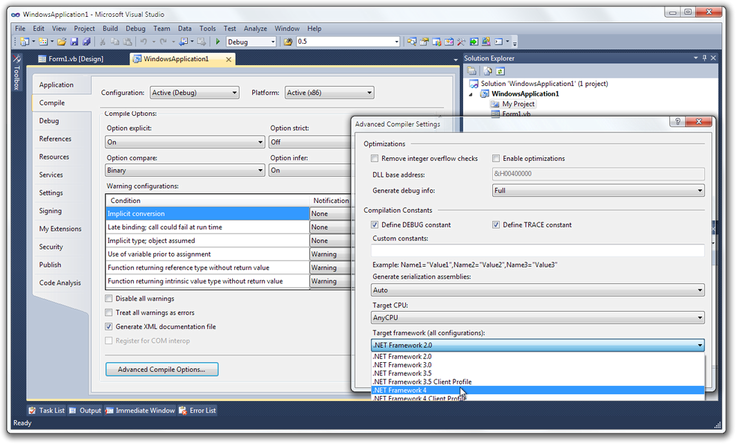 WindowsApplication1 - Microsoft Visual Studio
File Edit View Project Build Debug Team Data Tools Test Analyze Window Help
Debug 0.5
Form1.vb [Design] WindowsApplication1
Toolbox
Application
Compile
Debug
References
Resources
Services
Settings
Signing
My Extensions
Security
Publish
Code Analysis
Configuration: Active (Debug) Platform: Active (x86)
Compile Options:
Option explicit: Option strict:
On Off
Option compare: Option infer:
Binary On
Warning configurations:
Condition Notification
Implicit conversion None
Late binding; call could fail at run time None
Implicit type; object assumed None
Use of variable prior to assignment Warning
Function returning reference type without return value Warning
Function returning intrinsic value type without return value Warning
Disable all warnings
Treat all warnings as errors
Generate XML documentation file
Register for COM interop
Advanced Compile Options...
Solution Explorer
Solution 'WindowsApplication1' (1 project)
WindowsApplication1
My Project
Form1.vb
Advanced Compiler Settings
Optimizations
Remove integer overflow checks Enable optimizations
DLL base address: &H00400000
Generate debug info: Full
Compilation Constants
Define DEBUG constant Define TRACE constant
Custom constants:
Example: Name1="Value1",Name2="Value2",Name3="Value3"
Generate serialization assemblies:
Auto
Target CPU:
AnyCPU
Target framework (all configurations):
.NET Framework 2.0
.NET Framework 2.0
.NET Framework 3.0
.NET Framework 3.5
.NET Framework 3.5 Client Profile
.NET Framework 4
.NET Framework 4 Client Profile
Task List Output Immediate Window Error List
Ready